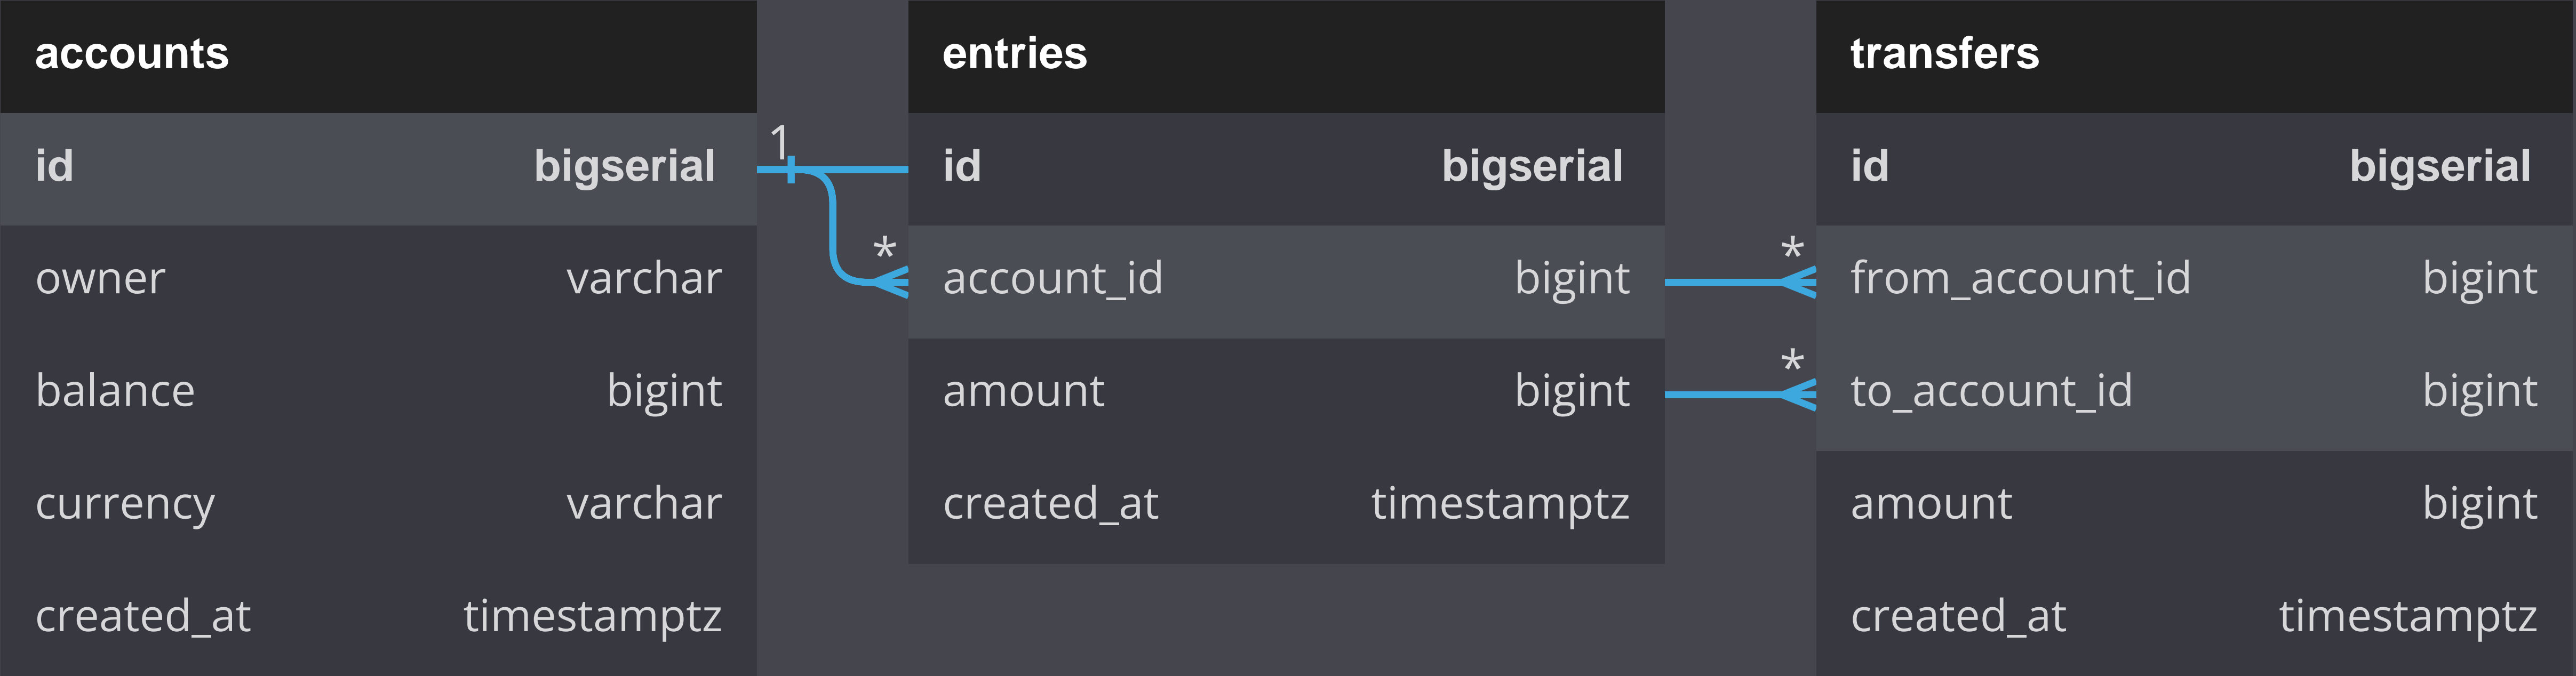 accounts
id bigserial
owner varchar
balance bigint
currency varchar
created_at timestamptz
1
*
entries
id bigserial
account_id bigint
amount bigint
created_at timestamptz
*
*
transfers
id bigserial
from_account_id bigint
to_account_id bigint
amount bigint
created_at timestamptz